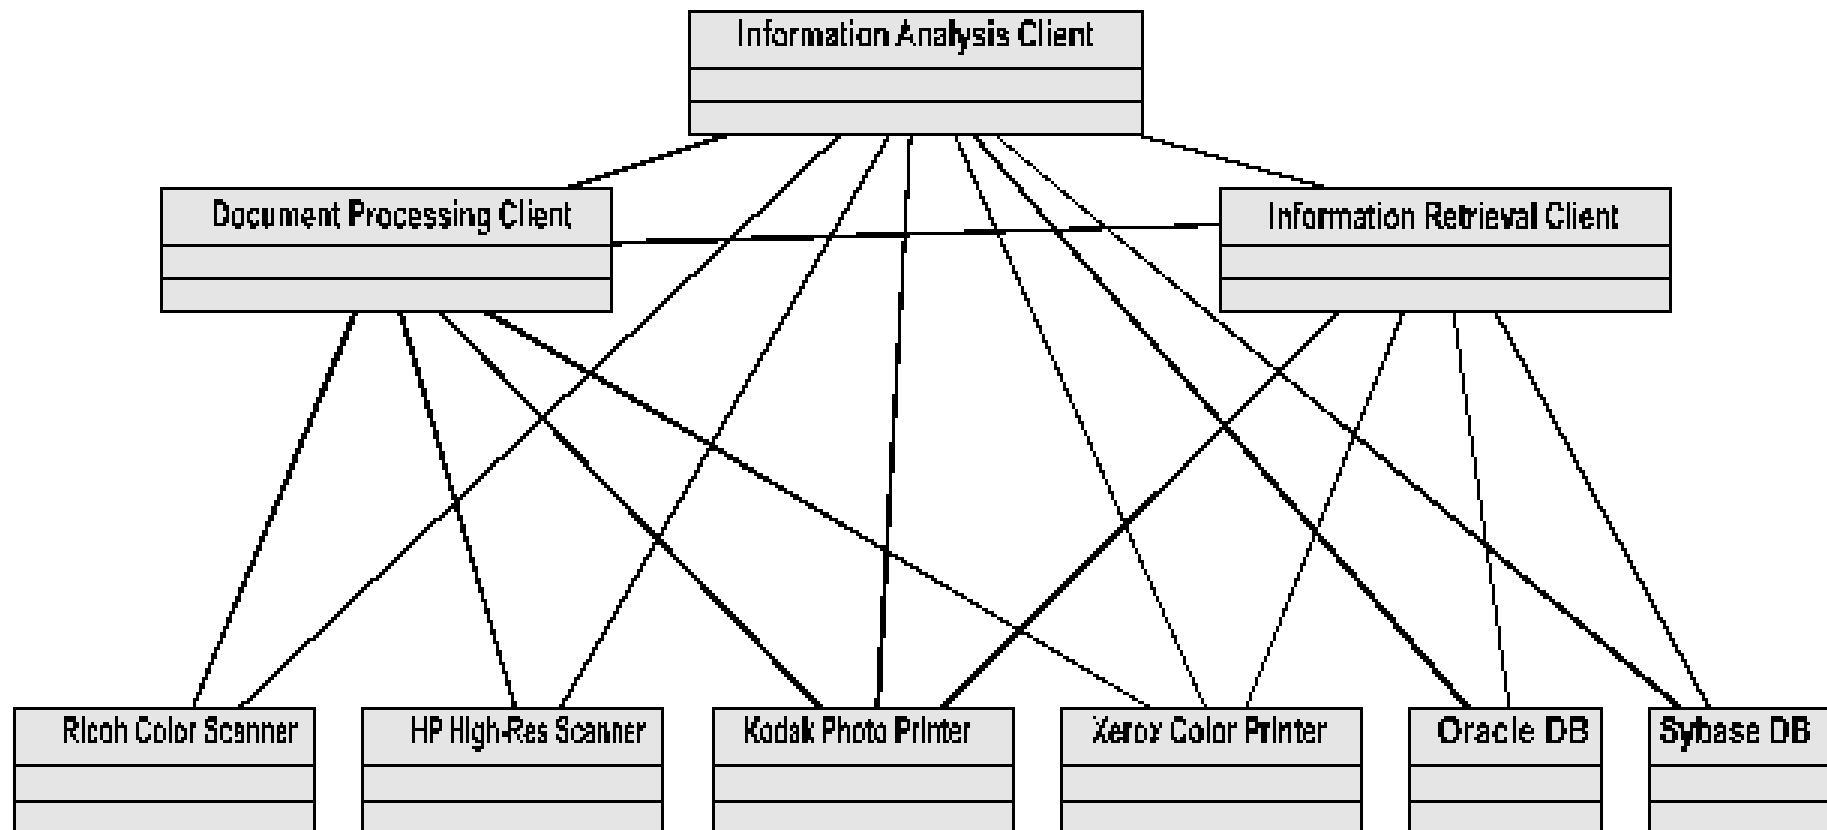 Information Analysis Client
Document Processing Client
Information Retrieval Client
Ricoh Color Scanner
HP High-Res Scanner
Kodak Photo Printer
Xerox Color Printer
Oracle DB
Sybase DB